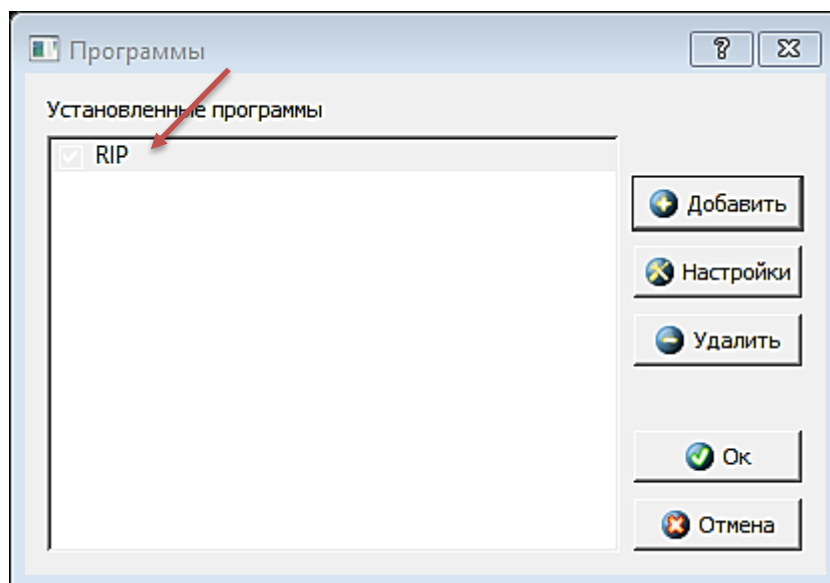 Программы
Установленные программы
RIP
Добавить
Настройки
Удалить
Ок
Отмена